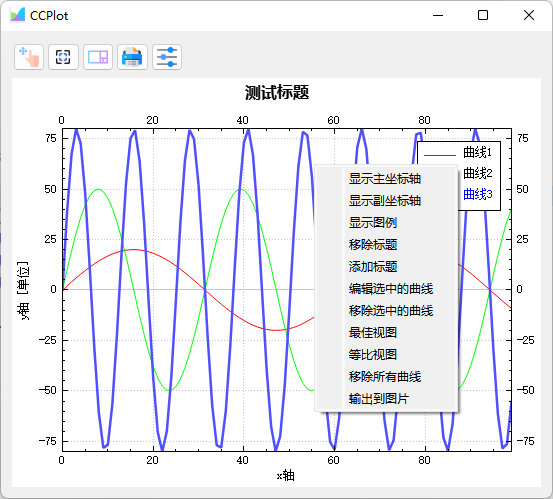 CCPlot
测试标题
0 20 40 60 80
75 75
50 50
25 25
0 0
-25 -25
-50 -50
-75 -75
0 20 40 60 80
y轴 [单位]
x轴
曲线1
曲线2
曲线3
显示主坐标轴
显示副坐标轴
显示图例
移除标题
添加标题
编辑选中的曲线
移除选中的曲线
最佳视图
等比视图
移除所有曲线
输出到图片